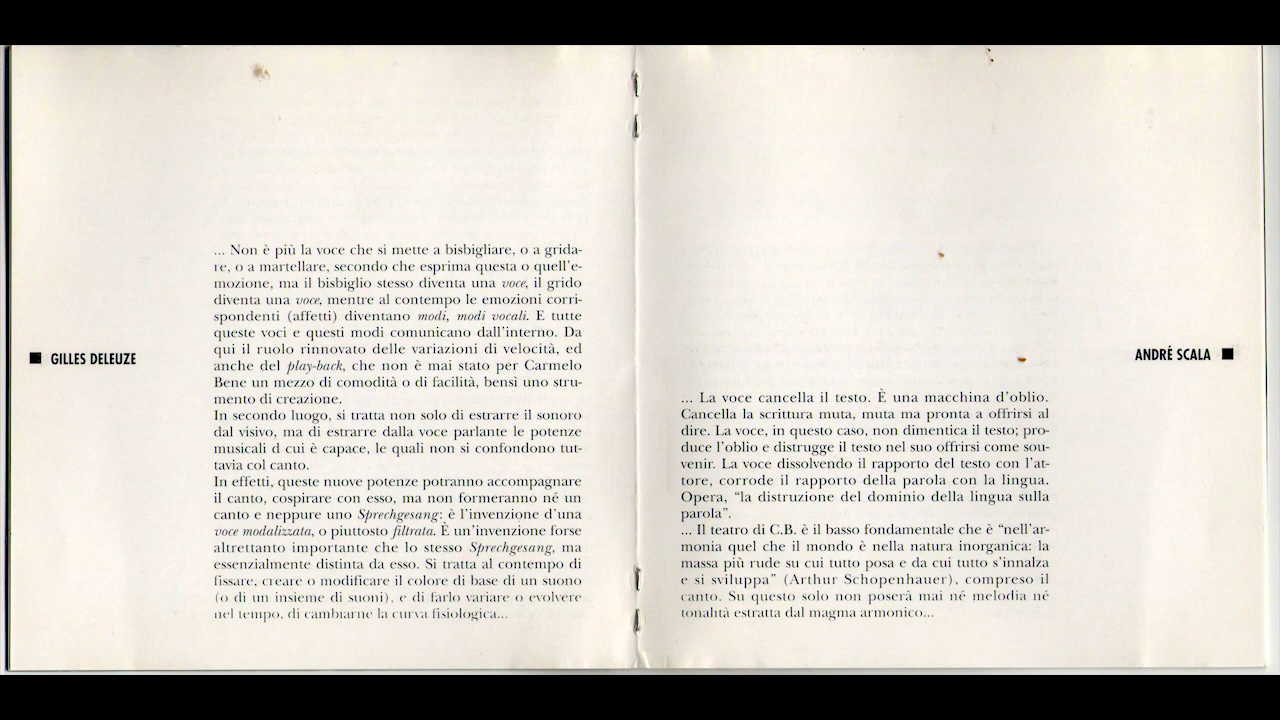 ■ GILLES DELEUZE
... Non è più la voce che si mette a bisbigliare, o a grida-
re, o a martellare, secondo che esprima questa o quell'e-
mozione, ma il bisbiglio stesso diventa una voce, il grido
diventa una voce, mentre al contempo le emozioni corri-
spondenti (affetti) diventano modi, modi vocali. E tutte
queste voci e questi modi comunicano dall'interno. Da
qui il ruolo rinnovato delle variazioni di velocità, ed
anche del play-back, che non è mai stato per Carmelo
Bene un mezzo di comodità o di facilità, bensì uno stru-
mento di creazione.
In secondo luogo, si tratta non solo di estrarre il sonoro
dal visivo, ma di estrarre dalla voce parlante le potenze
musicali d cui è capace, le quali non si confondono tut-
tavia col canto.
In effetti, queste nuove potenze potranno accompagnare
il canto, cospirare con esso, ma non formeranno né un
canto e neppure uno Sprechgesang: è l'invenzione d'una
voce modalizzata, o piuttosto filtrata. È un'invenzione forse
altrettanto importante che lo stesso Sprechgesang, ma
essenzialmente distinta da esso. Si tratta al contempo di
fissare, creare o modificare il colore di base di un suono
(o di un insieme di suoni), e di farlo variare o evolvere
nel tempo, di cambiarne la curva fisiologica...
ANDRÉ SCALA ■
... La voce cancella il testo. È una macchina d'oblio.
Cancella la scrittura muta, muta ma pronta a offrirsi al
dire. La voce, in questo caso, non dimentica il testo; pro-
duce l'oblio e distrugge il testo nel suo offrirsi come sou-
venir. La voce dissolvendo il rapporto del testo con l'at-
tore, corrode il rapporto della parola con la lingua.
Opera, "la distruzione del dominio della lingua sulla
parola".
... Il teatro di C.B. è il basso fondamentale che è "nell'ar-
monia quel che il mondo è nella natura inorganica: la
massa più rude su cui tutto posa e da cui tutto s'innalza
e si sviluppa" (Arthur Schopenhauer), compreso il
canto. Su questo solo non poserà mai né melodia né
tonalità estratta dal magma armonico...